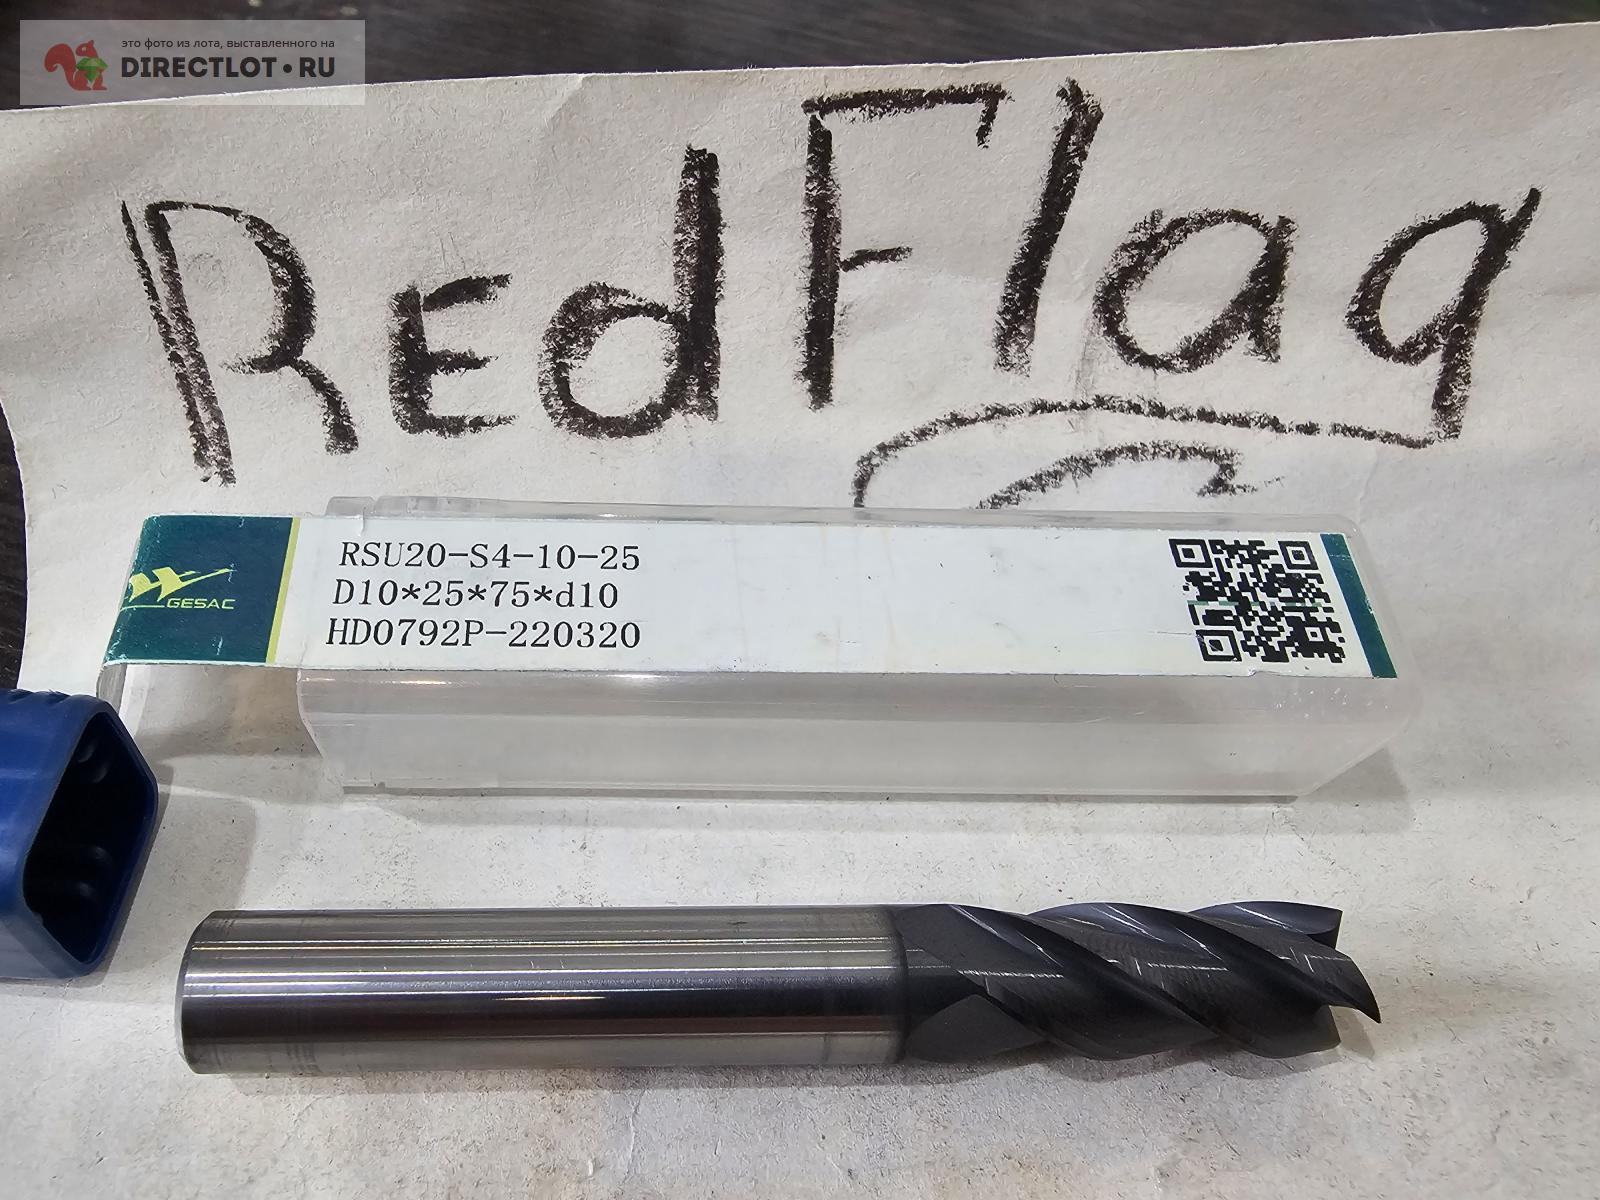 это фото из лота, выставленного на
DIRECTLOT•RU
RedFlag
RSU20-S4-10-25
D10*25*75*d10
HD0792P-220320
GESAC